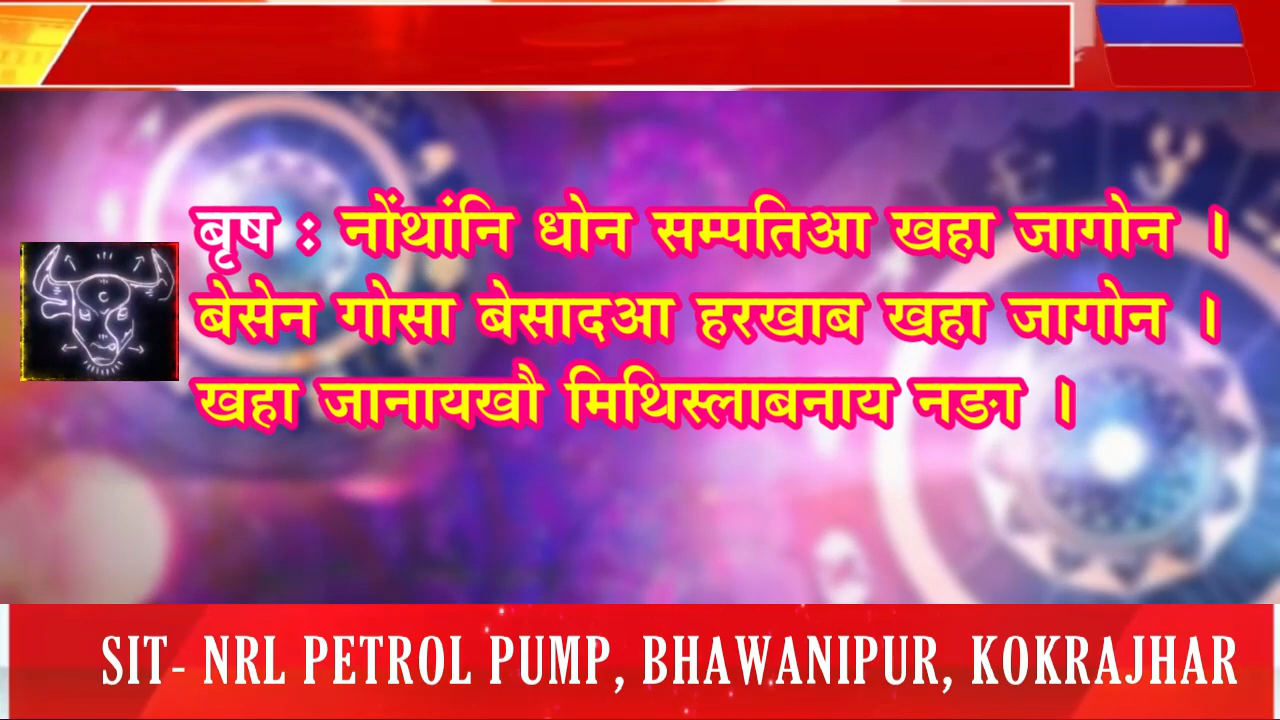 बृष : नोंथांनि धोन सम्पतिआ खहा जागोन ।
बेसेन गोसा बेसादआ हरखाब खहा जागोन ।
खहा जानायखौ मिथिस्लाबनाय नङा ।
SIT- NRL PETROL PUMP, BHAWANIPUR, KOKRAJHAR